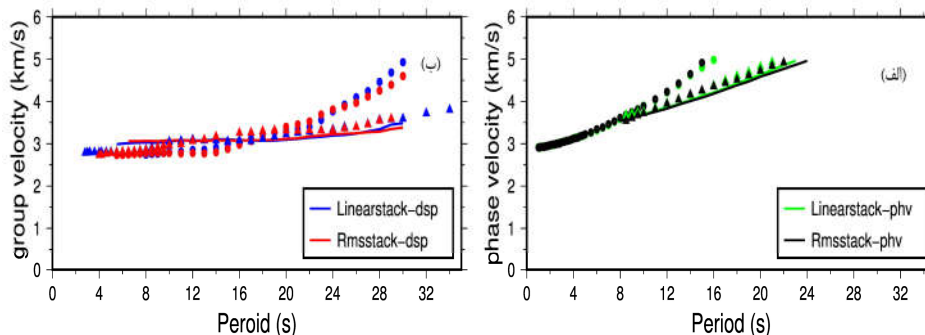 group velocity (km/s)
6
5
4
3
2
1
0
(ب)
Linearstack-dsp
Rmsstack-dsp
0 4 8 12 16 20 24 28 32
Peroid (s)
phase velocity (km/s)
6
5
4
3
2
1
0
(الف)
Linearstack-phv
Rmsstack-phv
0 4 8 12 16 20 24 28 32
Period (s)